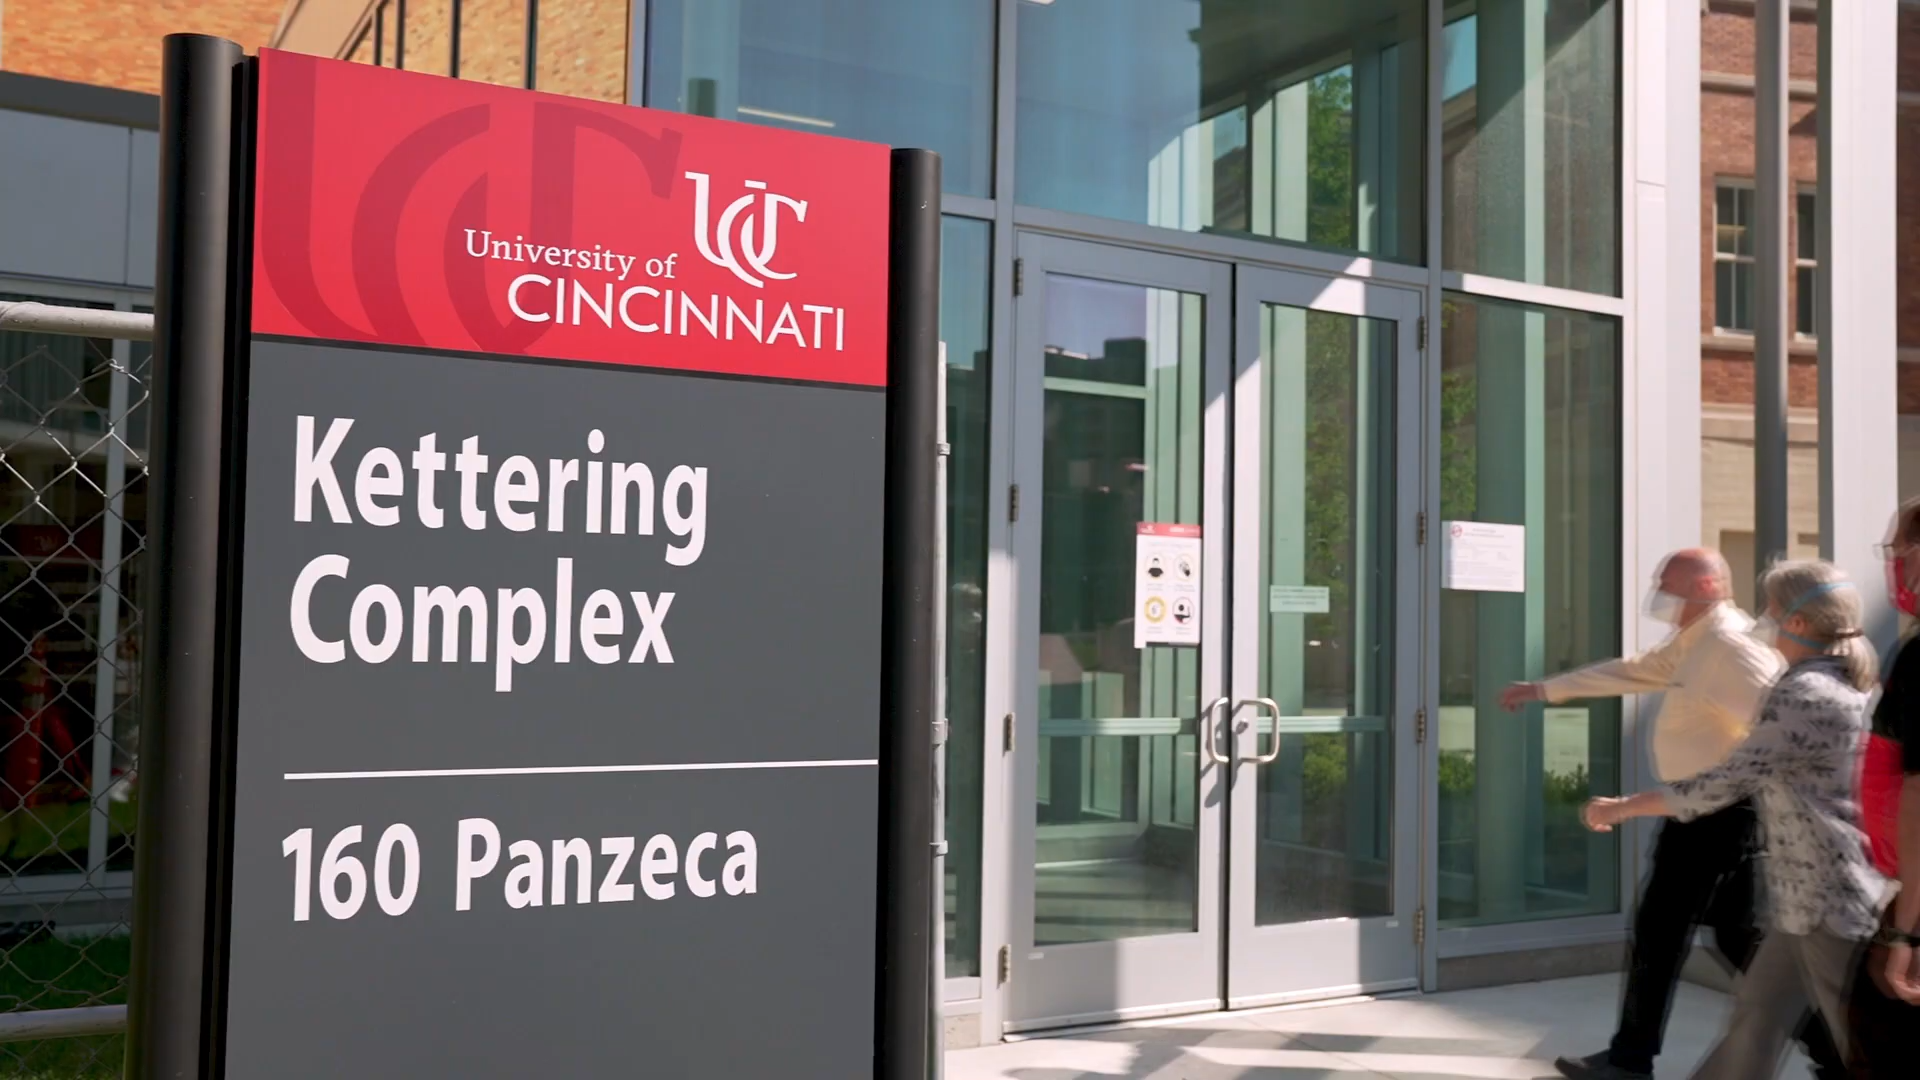 UC
University of
CINCINNATI
Kettering
Complex
160 Panzeca